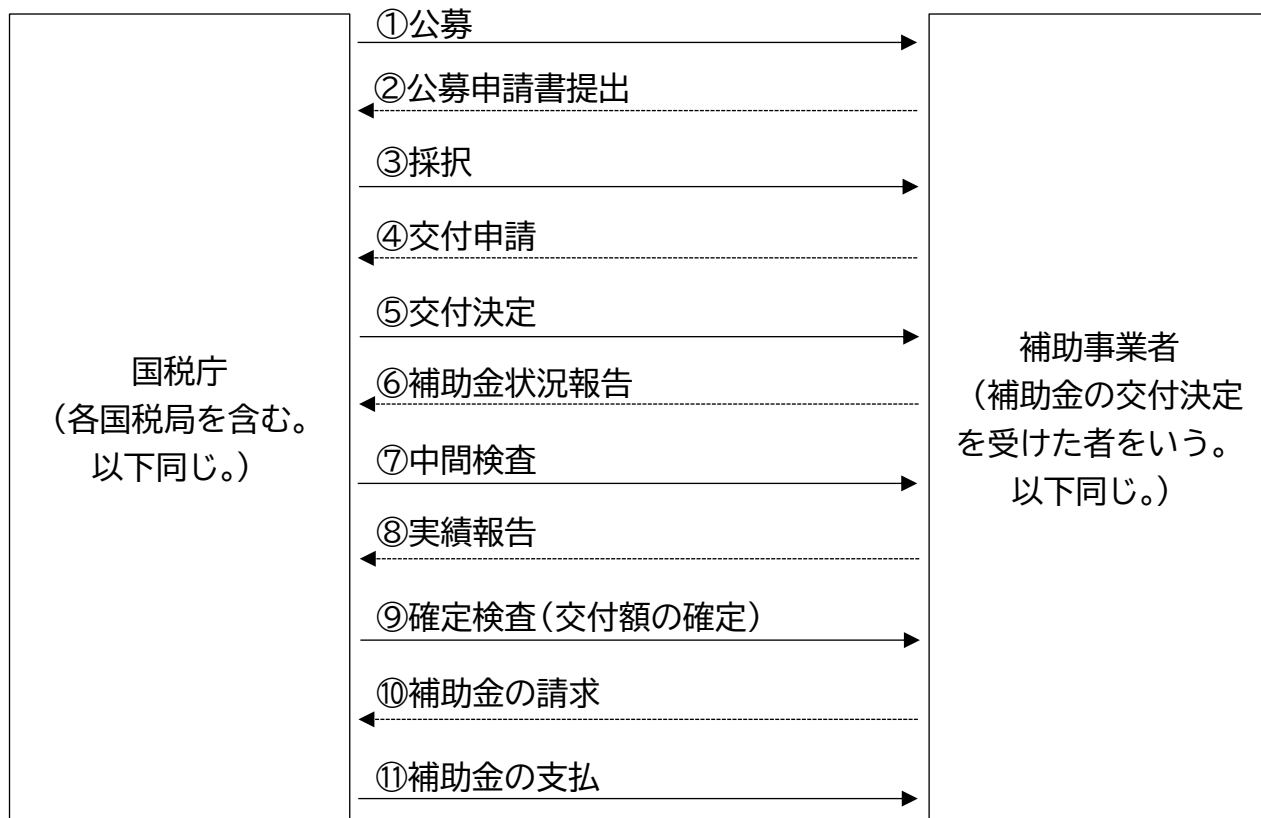 ①公募
②公募申請書提出
③採択
④交付申請
⑤交付決定
⑥補助金状況報告
⑦中間検査
⑧実績報告
⑨確定検査（交付額の確定）
⑩補助金の請求
⑪補助金の支払
国税庁
（各国税局を含む。
以下同じ。）
補助事業者
（補助金の交付決定
を受けた者をいう。
以下同じ。）